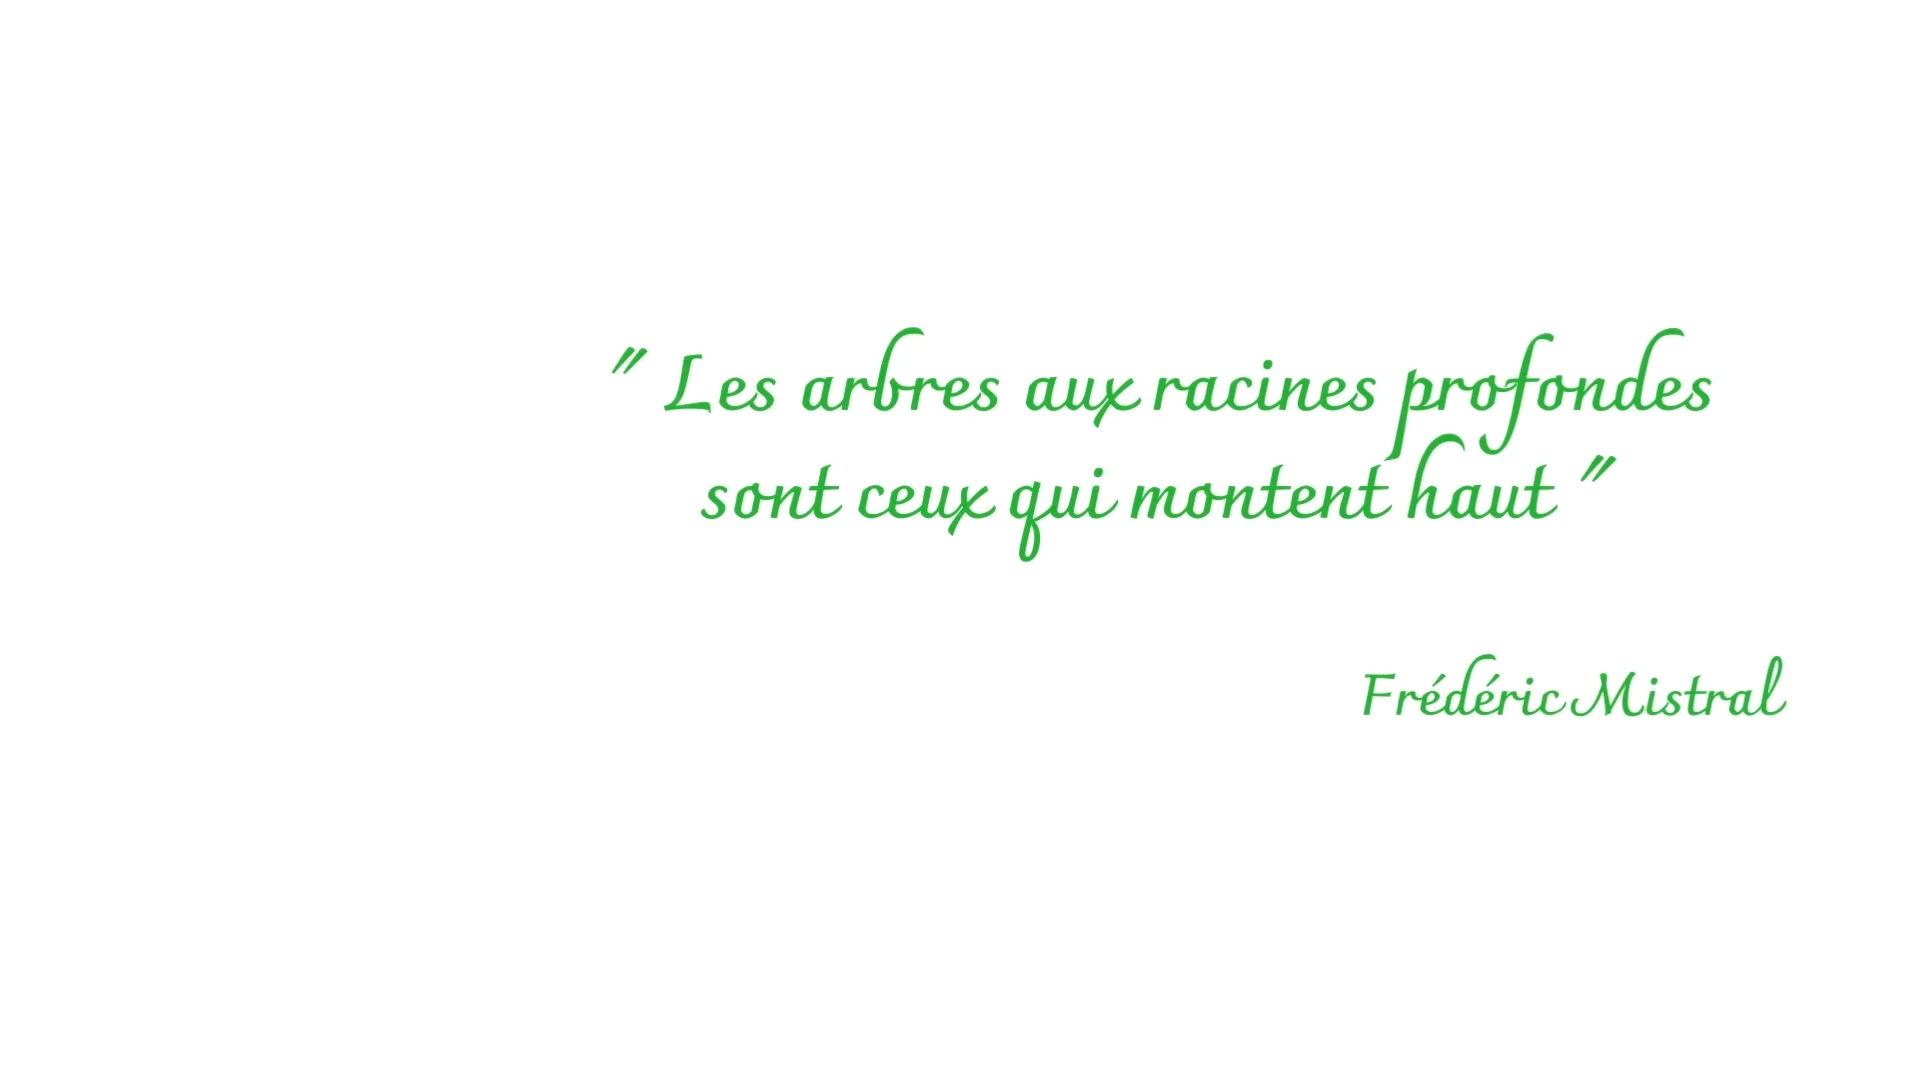 " Les arbres aux racines profondes
sont ceux qui montent haut "
Frédéric Mistral